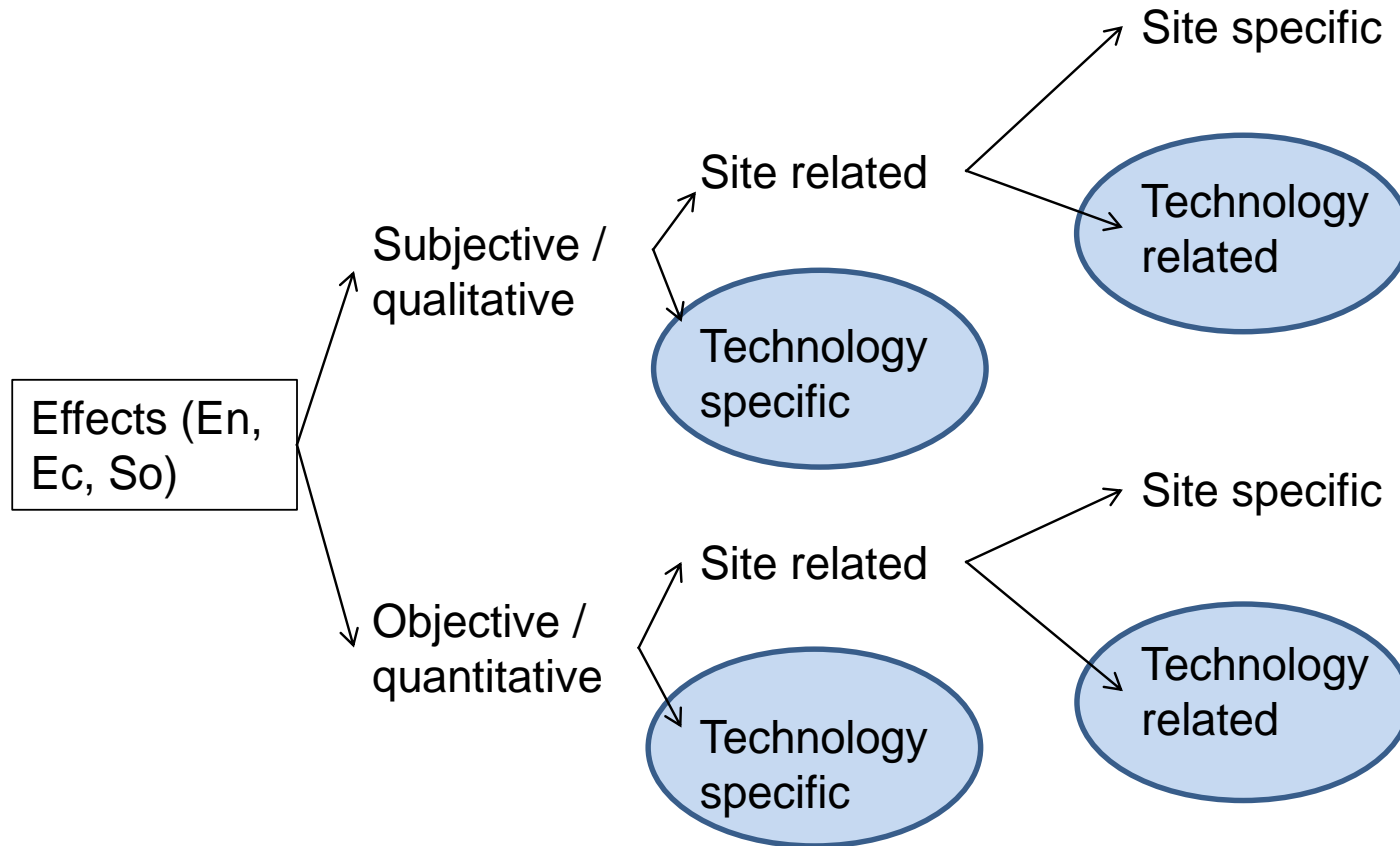 Site specific
Site related
Technology
related
Subjective /
qualitative
Technology
specific
Effects (En,
Ec, So)
Site specific
Site related
Objective /
quantitative
Technology
related
Technology
specific